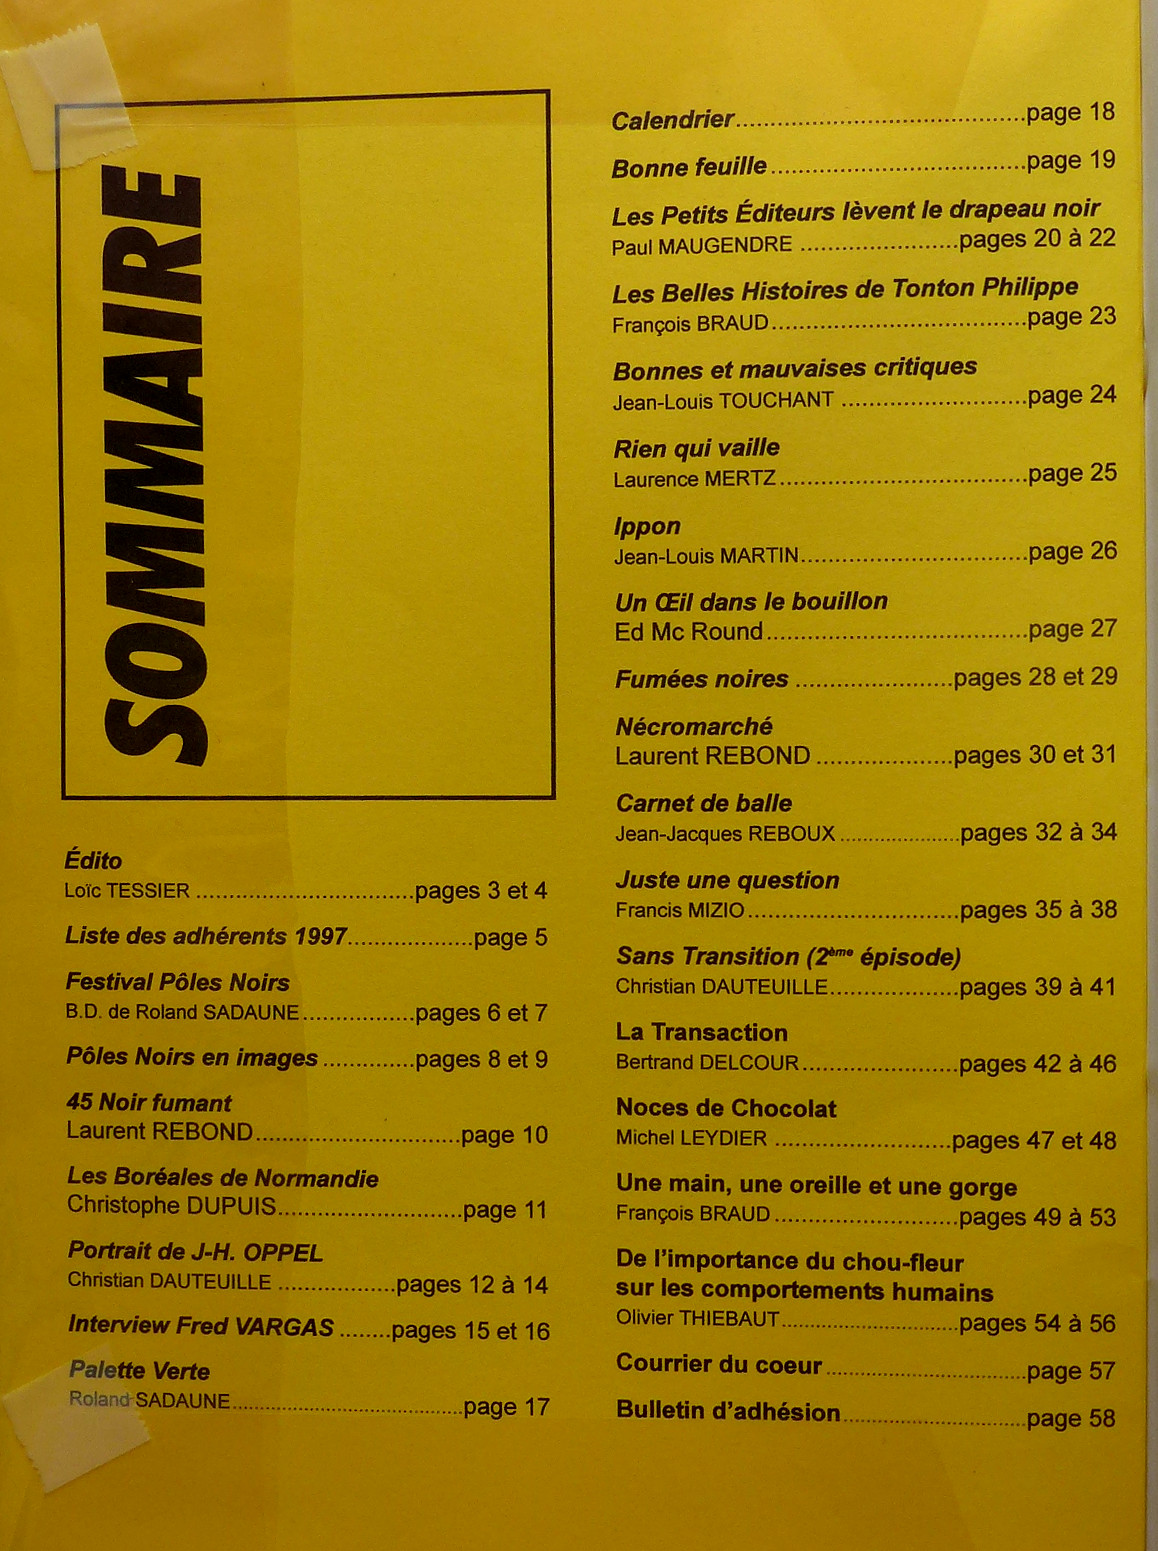 SOMMAIRE
Édito
Loïc TESSIER ................................pages 3 et 4
Liste des adhérents 1997..................page 5
Festival Pôles Noirs
B.D. de Roland SADAUNE................pages 6 et 7
Pôles Noirs en images .............pages 8 et 9
45 Noir fumant
Laurent REBOND.............................page 10
Les Boréales de Normandie
Christophe DUPUIS..........................page 11
Portrait de J-H. OPPEL
Christian DAUTEUILLE .................pages 12 à 14
Interview Fred VARGAS ........pages 15 et 16
Palette Verte
Roland SADAUNE.................................page 17
Calendrier..........................................page 18
Bonne feuille.....................................page 19
Les Petits Éditeurs lèvent le drapeau noir
Paul MAUGENDRE .......................pages 20 à 22
Les Belles Histoires de Tonton Philippe
François BRAUD.....................................page 23
Bonnes et mauvaises critiques
Jean-Louis TOUCHANT ...........................page 24
Rien qui vaille
Laurence MERTZ....................................page 25
Ippon
Jean-Louis MARTIN.................................page 26
Un Œil dans le bouillon
Ed Mc Round......................................page 27
Fumées noires .......................pages 28 et 29
Nécromarché
Laurent REBOND ....................pages 30 et 31
Carnet de balle
Jean-Jacques REBOUX ..................pages 32 à 34
Juste une question
Francis MIZIO...............................pages 35 à 38
Sans Transition (2ème épisode)
Christian DAUTEUILLE...................pages 39 à 41
La Transaction
Bertrand DELCOUR.......................pages 42 à 46
Noces de Chocolat
Michel LEYDIER .........................pages 47 et 48
Une main, une oreille et une gorge
François BRAUD ...........................pages 49 à 53
De l'importance du chou-fleur
sur les comportements humains
Olivier THIEBAUT..........................pages 54 à 56
Courrier du coeur.............................page 57
Bulletin d'adhésion...........................page 58